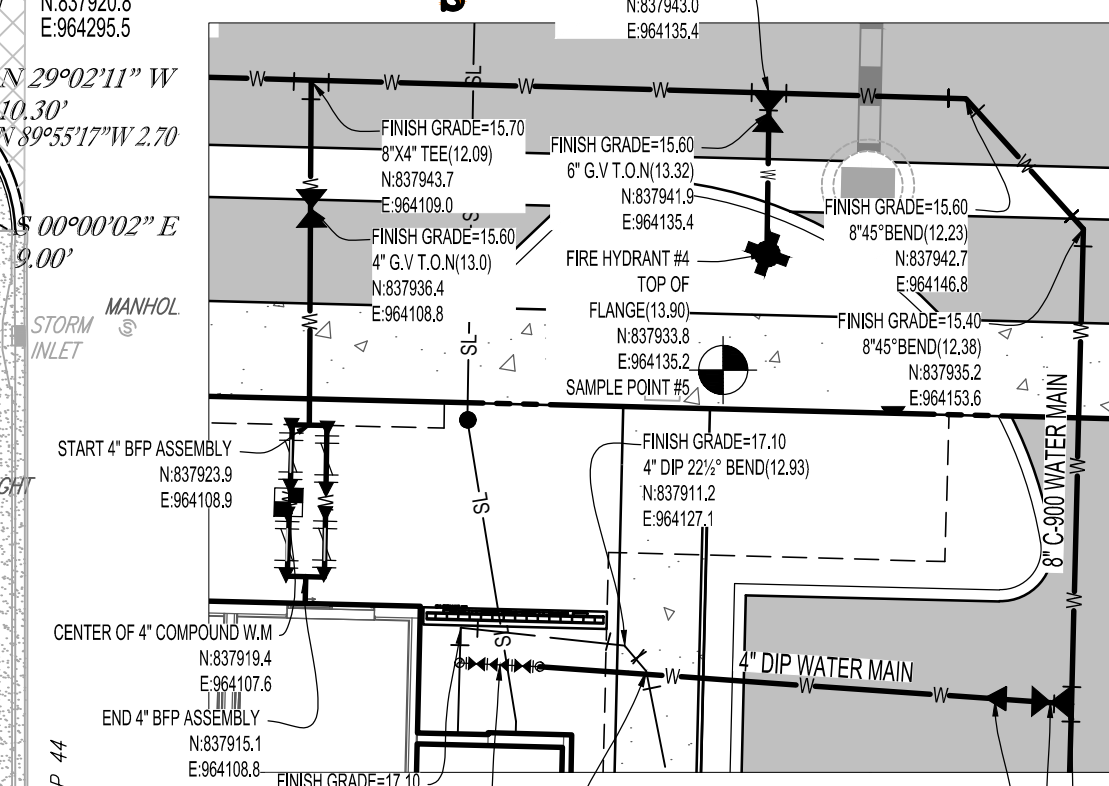 N:837920.8
E:964295.5
N:837943.0
E:964135.4
S
N 29°02'11" W
10.30'
N 89°55'17"W 2.70
S 00°00'02" E
9.00'
MANHOL
STORM
INLET
S
W W W W W
SL
FINISH GRADE=15.70
8"X4" TEE(12.09)
N:837943.7
E:964109.0
FINISH GRADE=15.60
6" G.V T.O.N(13.32)
N:837941.9
E:964135.4
FINISH GRADE=15.60
8"45°BEND(12.23)
N:837942.7
E:964146.8
W
W
W
FINISH GRADE=15.60
4" G.V T.O.N(13.0)
N:837936.4
E:964108.8
FIRE HYDRANT #4
TOP OF
FLANGE(13.90)
N:837933.8
E:964135.2
SAMPLE POINT #5
FINISH GRADE=15.40
8"45°BEND(12.38)
N:837935.2
E:964153.6
W
SL
W
START 4" BFP ASSEMBLY
N:837923.9
E:964108.9
GHT
FINISH GRADE=17.10
4" DIP 22½° BEND(12.93)
N:837911.2
E:964127.1
8" C-900 WATER MAIN
W
SL
W
W
W
CENTER OF 4" COMPOUND W.M
N:837919.4
E:964107.6
SL
4" DIP WATER MAIN
W W W
END 4" BFP ASSEMBLY
N:837915.1
E:964108.8
P 44
FINISH GRADE=17.10